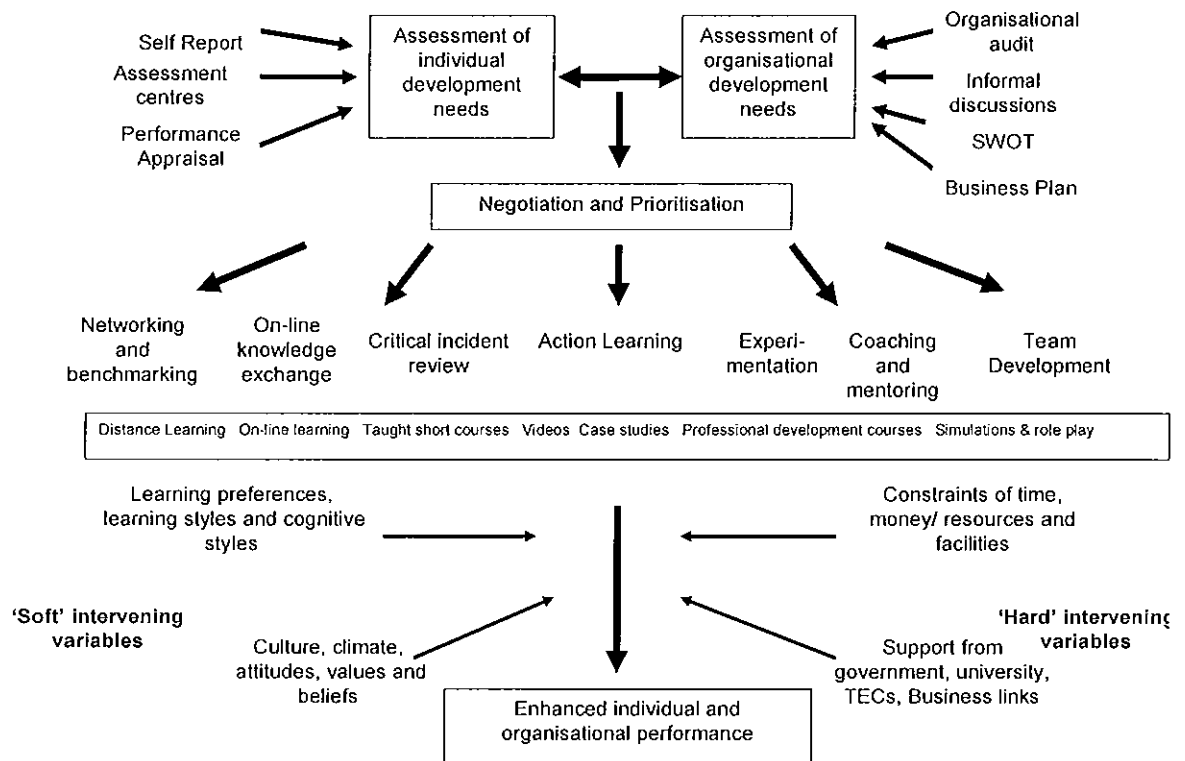 Self Report
Assessment
centres
Performance
Appraisal
Assessment of
individual
development
needs
Assessment of
organisational
development
needs
Organisational
audit
Informal
discussions
SWOT
Business Plan
Negotiation and Prioritisation
Networking
and
benchmarking
On-line
knowledge
exchange
Critical incident
review
Action Learning
Experi-
mentation
Coaching
and
mentoring
Team
Development
Distance Learning On-line learning Taught short courses Videos Case studies Professional development courses Simulations & role play
Learning preferences,
learning styles and cognitive
styles
Constraints of time,
money/ resources and
facilities
'Soft' intervening
variables
'Hard' intervening
variables
Culture, climate,
attitudes, values and
beliefs
Support from
government, university,
TECs, Business links
Enhanced individual and
organisational performance